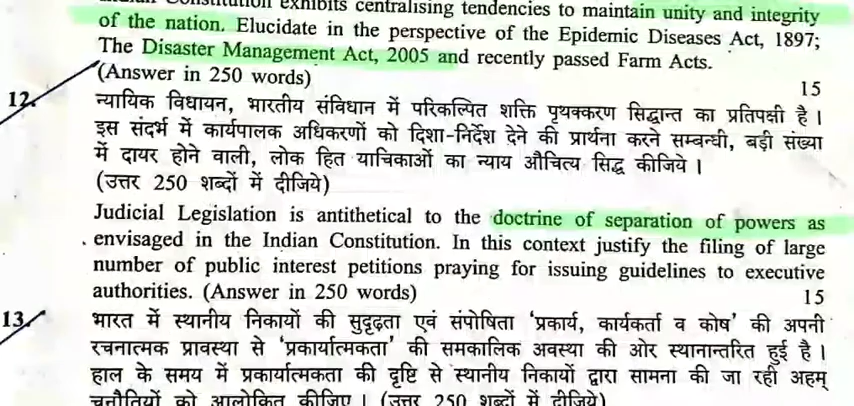 Constitution exhibits centralising tendencies to maintain unity and integrity
of the nation. Elucidate in the perspective of the Epidemic Diseases Act, 1897;
The Disaster Management Act, 2005 and recently passed Farm Acts.
(Answer in 250 words) 15
12. न्यायिक विधायन, भारतीय संविधान में परिकल्पित शक्ति पृथक्करण सिद्धान्त का प्रतिपक्षी है ।
इस संदर्भ में कार्यपालक अधिकरणों को दिशा-निर्देश देने की प्रार्थना करने सम्बन्धी, बड़ी संख्या
में दायर होने वाली, लोक हित याचिकाओं का न्याय औचित्य सिद्ध कीजिये ।
(उत्तर 250 शब्दों में दीजिये)
Judicial Legislation is antithetical to the doctrine of separation of powers as
envisaged in the Indian Constitution. In this context justify the filing of large
number of public interest petitions praying for issuing guidelines to executive
authorities. (Answer in 250 words) 15
13. भारत में स्थानीय निकायों की सुदृढ़ता एवं संपोषिता ‘प्रकार्य, कार्यकर्ता व कोष’ की अपनी
रचनात्मक प्रावस्था से ‘प्रकार्यात्मकता’ की समकालिक अवस्था की ओर स्थानान्तरित हुई है ।
हाल के समय में प्रकार्यात्मकता की दृष्टि से स्थानीय निकायों द्वारा सामना की जा रही अहम्
चुनौतियों को आलोकित कीजिए । (उत्तर 250 शब्दों में दीजिये)